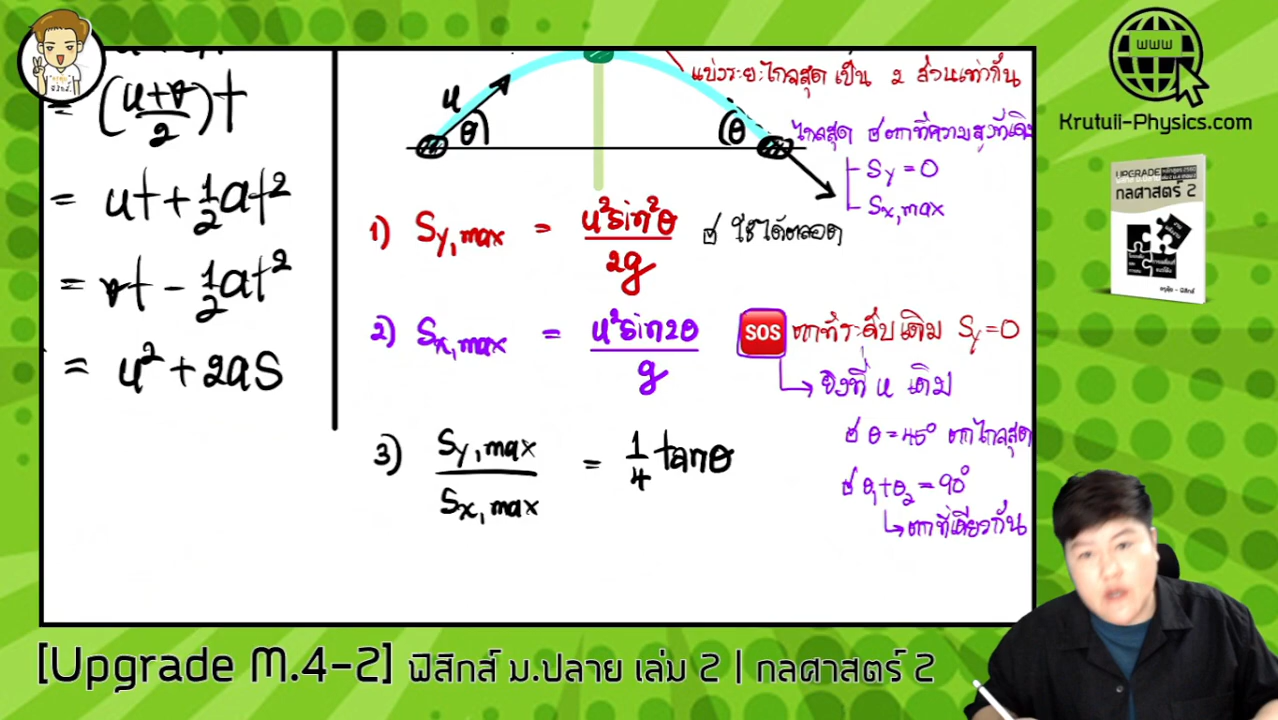 = (u+v/2)t
= ut + 1/2 at²
= vt - 1/2 at²
= u² + 2as
u
θ
θ
แบ่งระยะไกลสุด เป็น 2 ส่วนเท่ากัน
ไกลสุด ตกที่ความสูงเท่าเดิม
Sy = 0
Sx,max
1) Sy,max = u²sin²θ / 2g ใช้ได้ตลอด
2) Sx,max = u²sin2θ / g
SOS ตกที่ระดับเดิม Sy = 0
ยิงที่ u เดิม
θ = 45° ตกไกลสุด
θ₁+θ₂ = 90°
ตกที่เดียวกัน
3) Sy,max / Sx,max = 1/4 tanθ
www
Krutuii-Physics.com
UPGRADE
กลศาสตร์ 2
[Upgrade M.4-2] ฟิสิกส์ ม.ปลาย เล่ม 2 | กลศาสตร์ 2